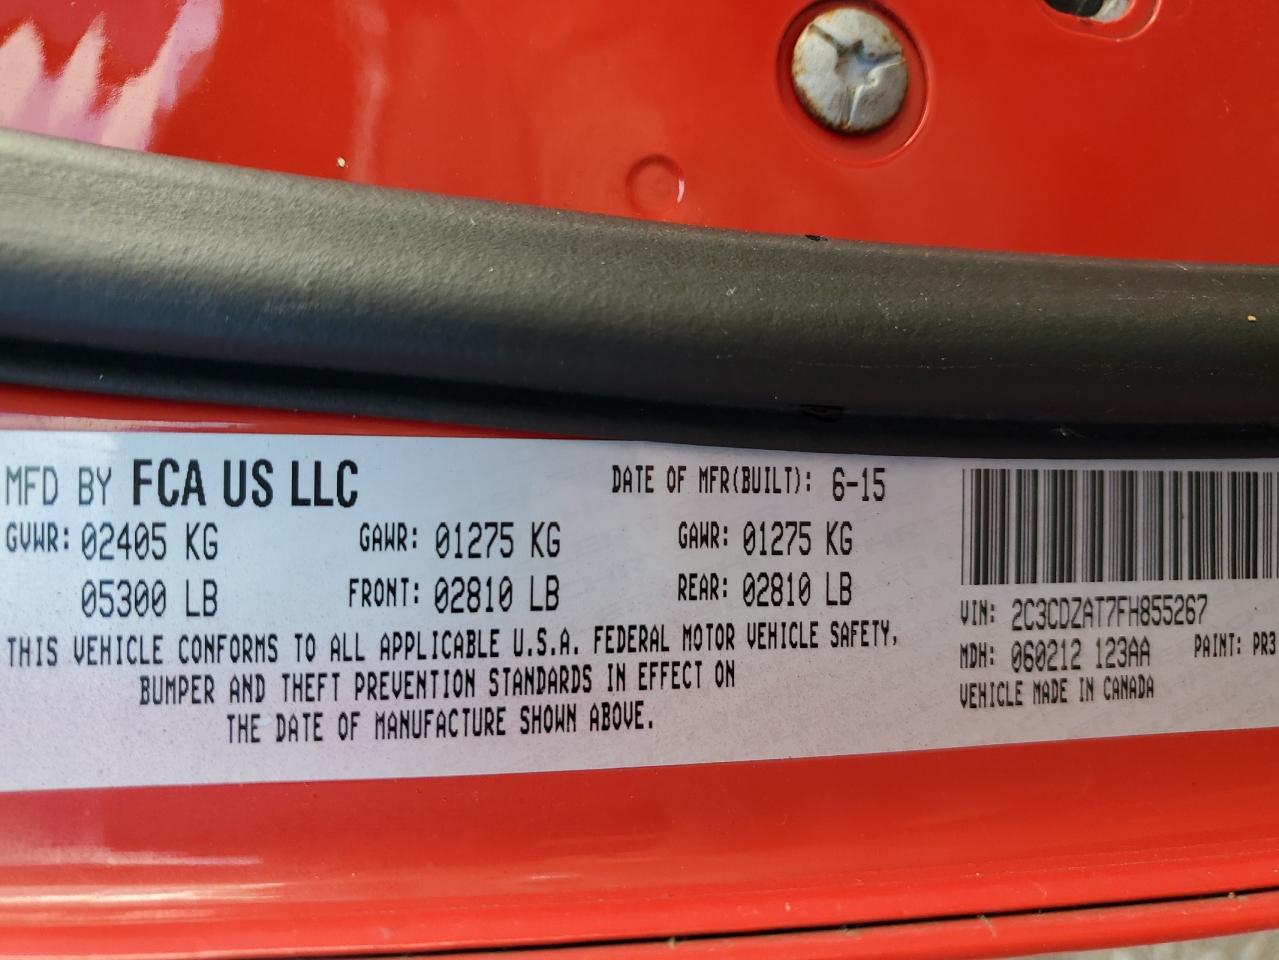 MFD BY FCA US LLC DATE OF MFR(BUILT): 6-15
GVWR: 02405 KG GAWR: 01275 KG GAWR: 01275 KG
05300 LB FRONT: 02810 LB REAR: 02810 LB
THIS VEHICLE CONFORMS TO ALL APPLICABLE U.S.A. FEDERAL MOTOR VEHICLE SAFETY,
BUMPER AND THEFT PREVENTION STANDARDS IN EFFECT ON
THE DATE OF MANUFACTURE SHOWN ABOVE.
VIN: 2C3CDZAT7FH855267
MDH: 060212 123AA PAINT: PR3
VEHICLE MADE IN CANADA